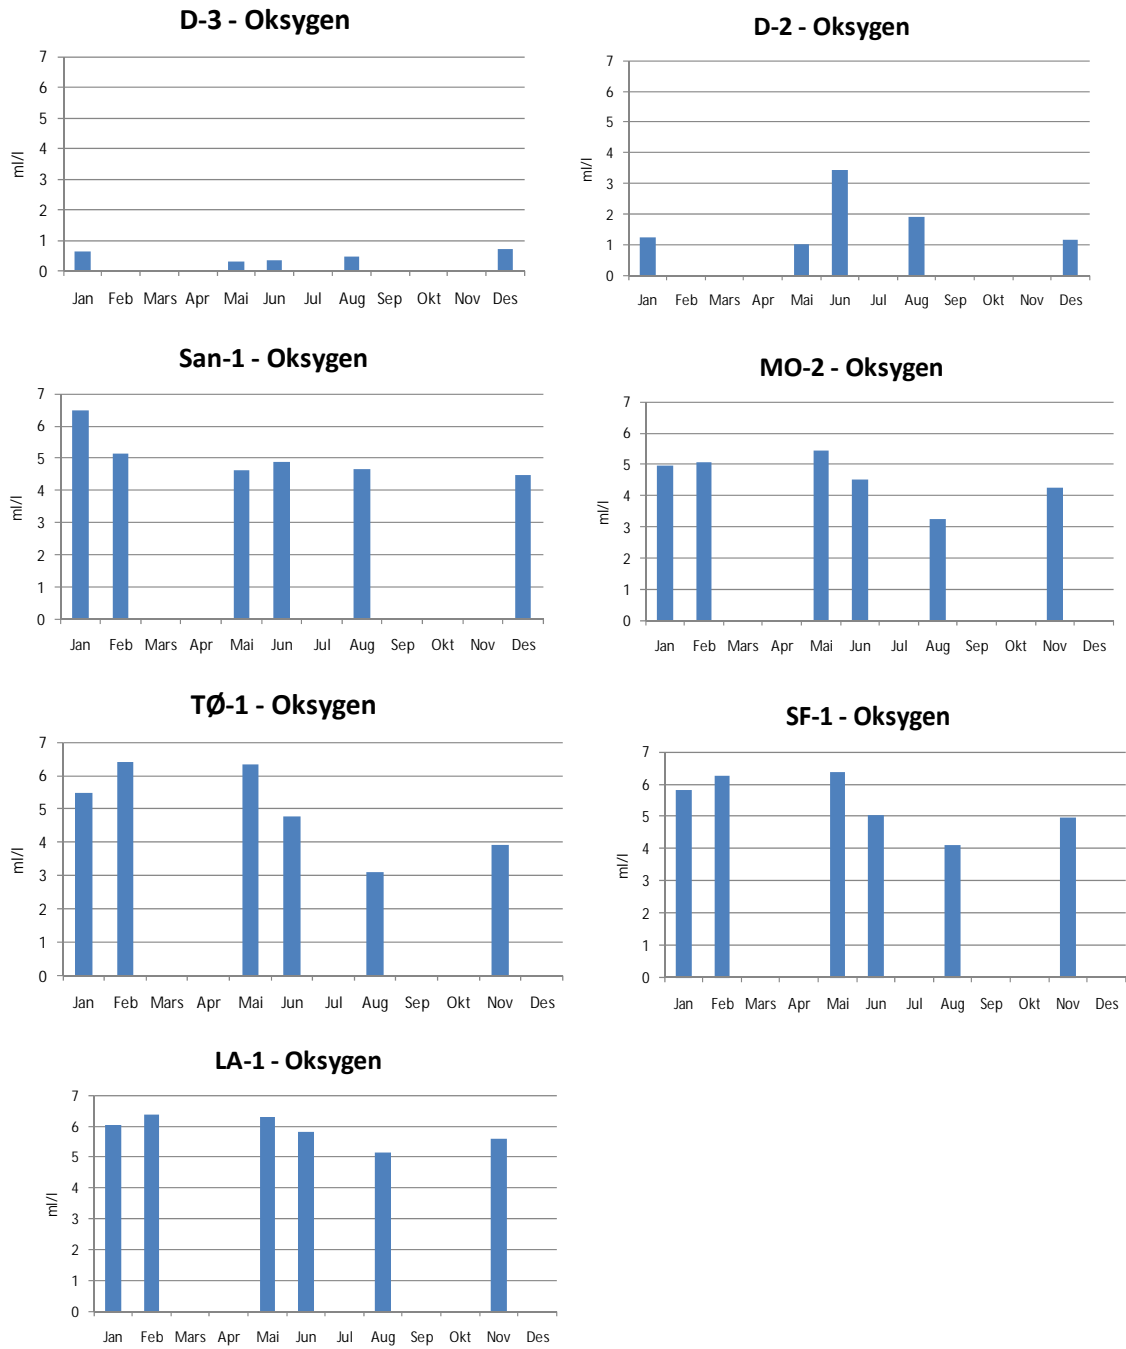 D-3 - Oksygen
7
6
5
4
3
2
1
0
ml/l
Jan Feb Mars Apr Mai Jun Jul Aug Sep Okt Nov Des
D-2 - Oksygen
7
6
5
4
3
2
1
0
ml/l
Jan Feb Mars Apr Mai Jun Jul Aug Sep Okt Nov Des
San-1 - Oksygen
7
6
5
4
3
2
1
0
ml/l
Jan Feb Mars Apr Mai Jun Jul Aug Sep Okt Nov Des
MO-2 - Oksygen
7
6
5
4
3
2
1
0
ml/l
Jan Feb Mars Apr Mai Jun Jul Aug Sep Okt Nov Des
TØ-1 - Oksygen
7
6
5
4
3
2
1
0
ml/l
Jan Feb Mars Apr Mai Jun Jul Aug Sep Okt Nov Des
SF-1 - Oksygen
7
6
5
4
3
2
1
0
ml/l
Jan Feb Mars Apr Mai Jun Jul Aug Sep Okt Nov Des
LA-1 - Oksygen
7
6
5
4
3
2
1
0
ml/l
Jan Feb Mars Apr Mai Jun Jul Aug Sep Okt Nov Des